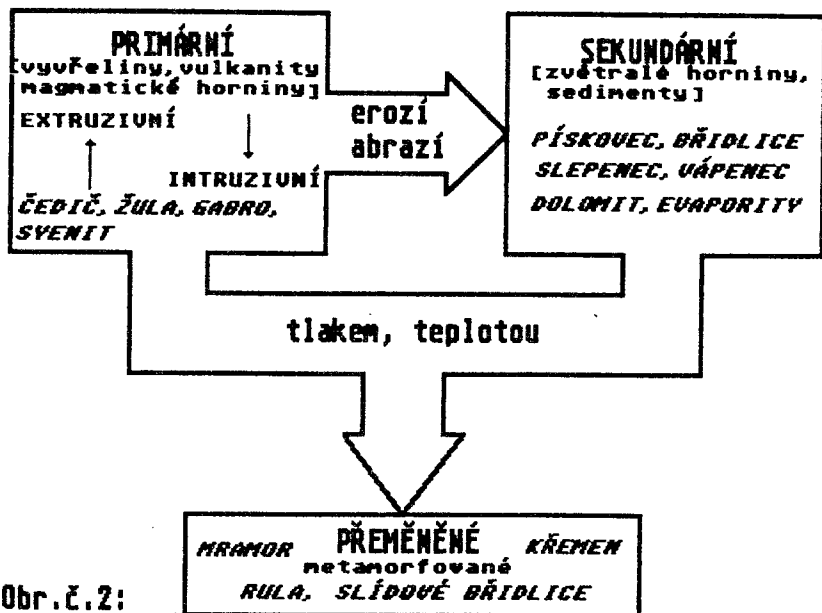 PRIMÁRNÍ
[vyvřeliny, vulkanity
magmatické horniny]
EXTRUZIVNÍ
INTRUZIVNÍ
ČEDIČ, ŽULA, GABRO,
SYENIT
erozí
abrazí
SEKUNDÁRNÍ
[zvětralé horniny,
sedimenty]
PÍSKOVEC, BŘIDLICE
SLEPENEC, VÁPENEC
DOLOMIT, EVAPORITY
tlakem, teplotou
MRAMOR PŘEMĚNĚNÉ KŘEMEN
metamorfované
RULA, SLÍDOVÉ BŘIDLICE
Obr.č.2: